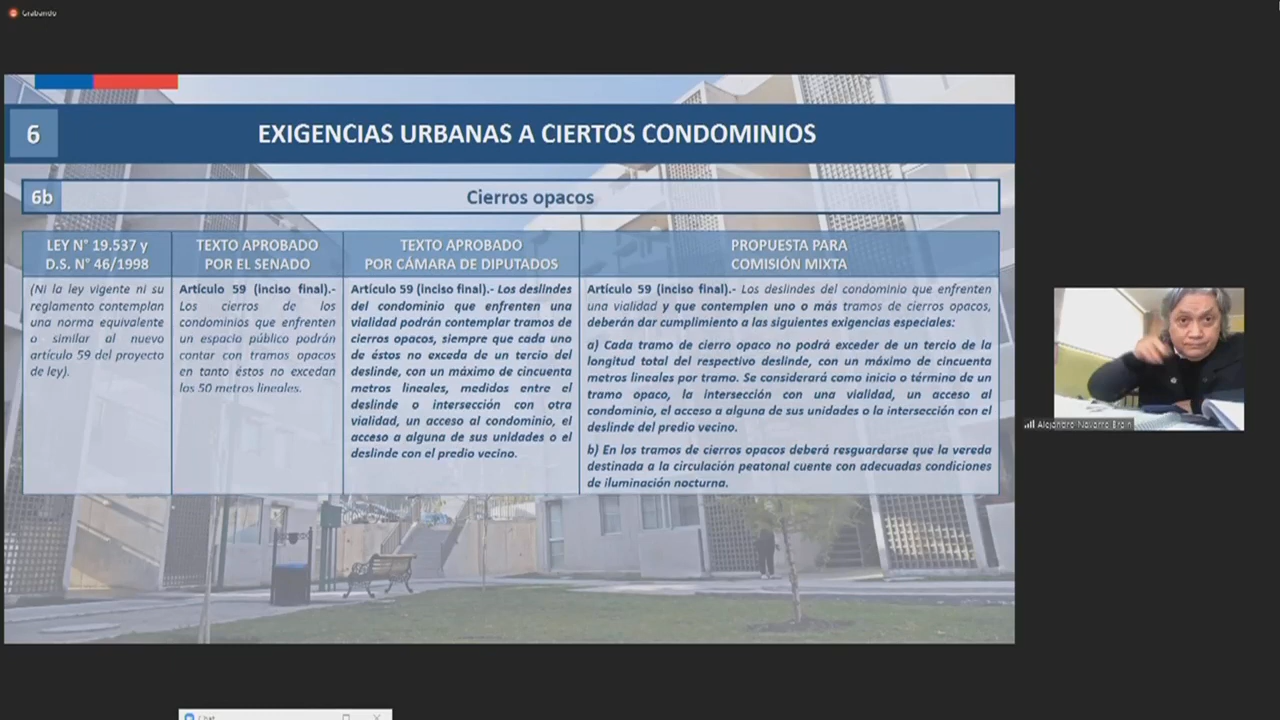 Grabando
6
EXIGENCIAS URBANAS A CIERTOS CONDOMINIOS
6b
Cierros opacos
LEY N° 19.537 y
D.S. N° 46/1998
(Ni la ley vigente ni su
reglamento contemplan
una norma equivalente
o similar al nuevo
artículo 59 del proyecto
de ley).
TEXTO APROBADO
POR EL SENADO
Artículo 59 (inciso final).-
Los cierros de los
condominios que enfrenten
un espacio público podrán
contar con tramos opacos
en tanto éstos no excedan
los 50 metros lineales.
TEXTO APROBADO
POR CÁMARA DE DIPUTADOS
Artículo 59 (inciso final).- Los deslindes
del condominio que enfrenten una
vialidad podrán contemplar tramos de
cierros opacos, siempre que cada uno
de éstos no exceda de un tercio del
deslinde, con un máximo de cincuenta
metros lineales, medidos entre el
deslinde o intersección con otra
vialidad, un acceso al condominio, el
acceso a alguna de sus unidades o el
deslinde con el predio vecino.
PROPUESTA PARA
COMISIÓN MIXTA
Artículo 59 (inciso final).- Los deslindes del condominio que enfrenten
una vialidad y que contemplen uno o más tramos de cierros opacos,
deberán dar cumplimiento a las siguientes exigencias especiales:
a) Cada tramo de cierro opaco no podrá exceder de un tercio de la
longitud total del respectivo deslinde, con un máximo de cincuenta
metros lineales por tramo. Se considerará como inicio o término de un
tramo opaco, la intersección con una vialidad, un acceso al
condominio, el acceso a alguna de sus unidades o la intersección con el
deslinde del predio vecino.
b) En los tramos de cierros opacos deberá resguardarse que la vereda
destinada a la circulación peatonal cuente con adecuadas condiciones
de iluminación nocturna.
Alejandro Navarro Brain
Chat